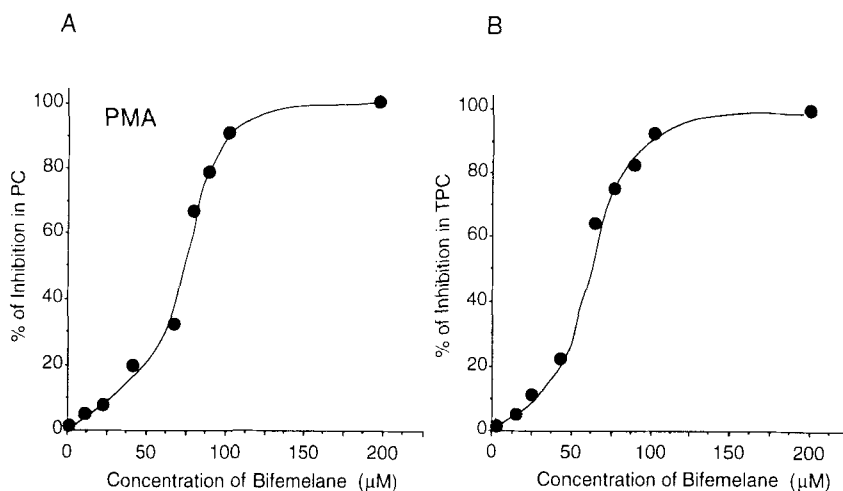 A
PMA
% of Inhibition in PC
100
80
60
40
20
0
0 50 100 150 200
Concentration of Bifemelane (μM)
B
% of Inhibition in TPC
100
80
60
40
20
0
0 50 100 150 200
Concentration of Bifemelane (μM)